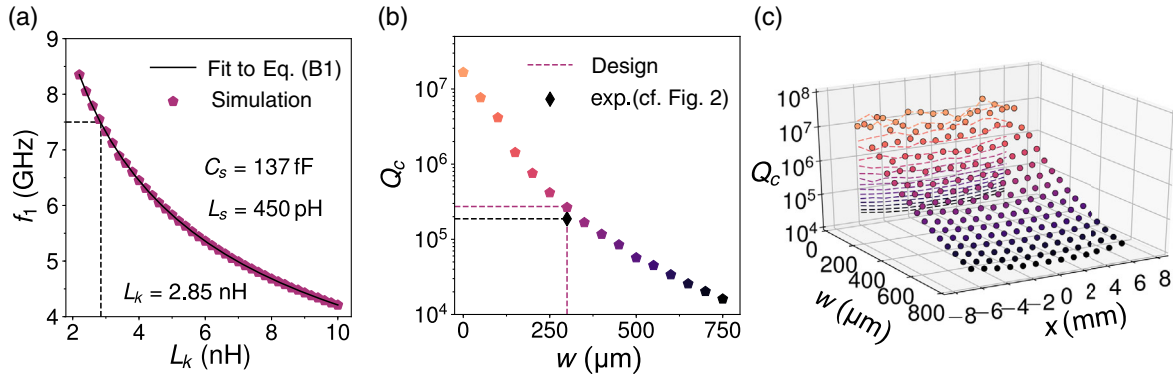 (a)
9
8
7
6
5
4
f₁ (GHz)
Fit to Eq. (B1)
Simulation
Cₛ = 137 fF
Lₛ = 450 pH
Lₖ = 2.85 nH
2 4 6 8 10
Lₖ (nH)
(b)
10⁷
10⁶
10⁵
10⁴
Q_c
Design
exp.(cf. Fig. 2)
0 250 500 750
w (μm)
(c)
10⁸
10⁷
10⁶
10⁵
10⁴
Q_c
0
200
400
600
800
w (μm)
−8 −6 −4 −2 0 2 4 6 8
x (mm)